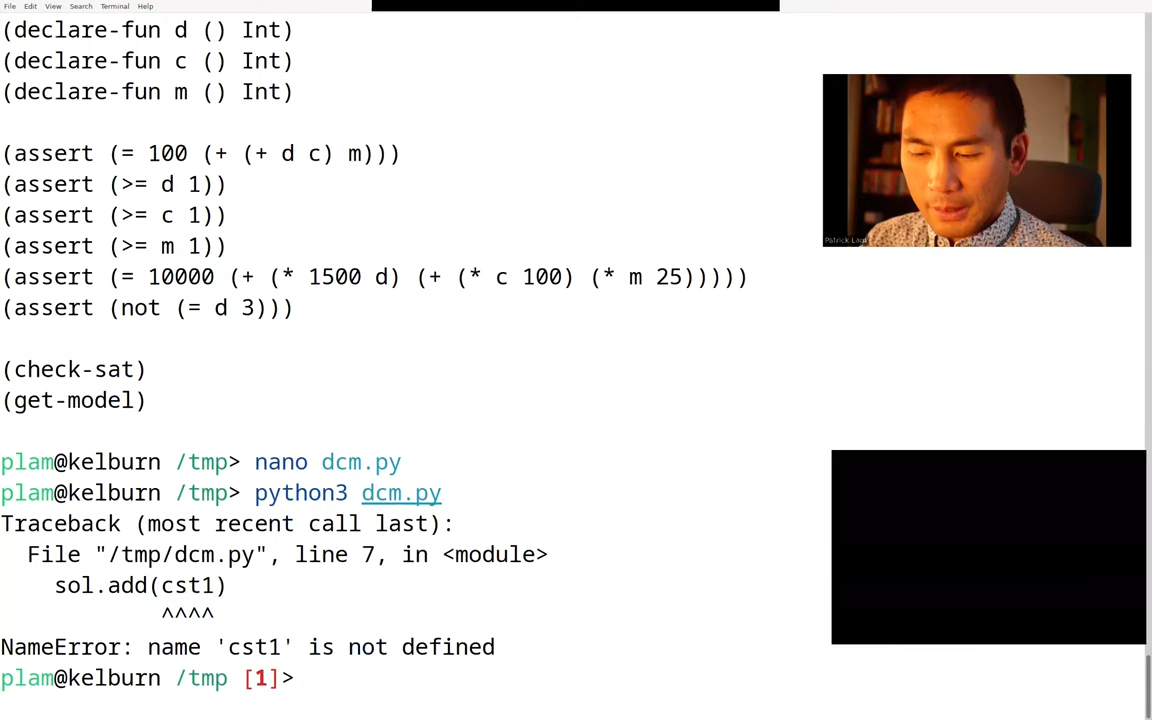 File Edit View Search Terminal Help
(declare-fun d () Int)
(declare-fun c () Int)
(declare-fun m () Int)
(assert (= 100 (+ (+ d c) m)))
(assert (>= d 1))
(assert (>= c 1))
(assert (>= m 1))
(assert (= 10000 (+ (* 1500 d) (+ (* c 100) (* m 25)))))
(assert (not (= d 3)))
(check-sat)
(get-model)
plam@kelburn /tmp> nano dcm.py
plam@kelburn /tmp> python3 dcm.py
Traceback (most recent call last):
  File "/tmp/dcm.py", line 7, in <module>
    sol.add(cst1)
            ^^^^
NameError: name 'cst1' is not defined
plam@kelburn /tmp [1]>
Patrick Lam